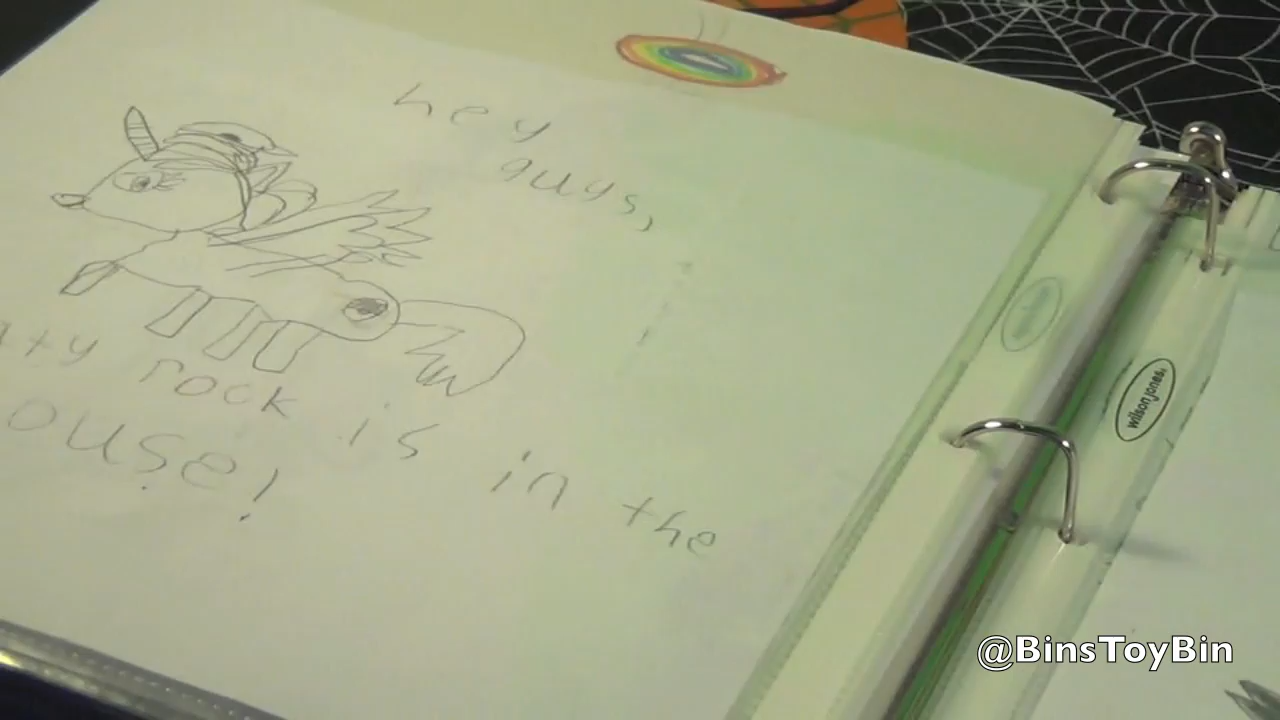 hey
guys,
rock is in the
ouse!
wilson jones.
@BinsToyBin